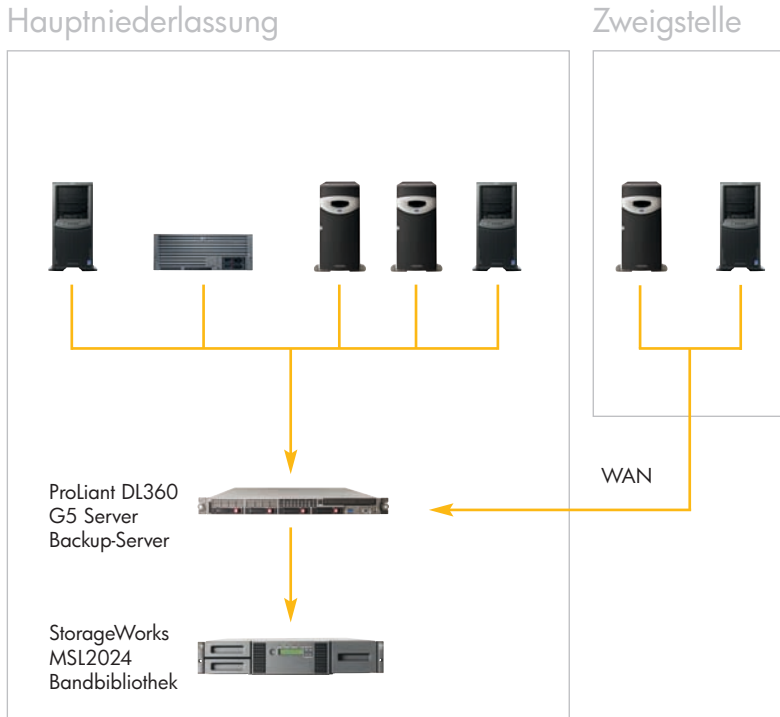 Hauptniederlassung
Zweigstelle
WAN
ProLiant DL360
G5 Server
Backup-Server
StorageWorks
MSL2024
Bandbibliothek